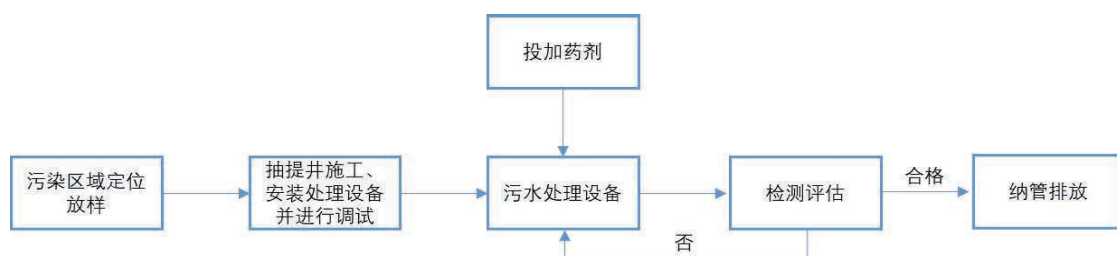 投加药剂
污染区域定位
放样
抽提井施工、
安装处理设备
并进行调试
污水处理设备
检测评估
合格
纳管排放
否